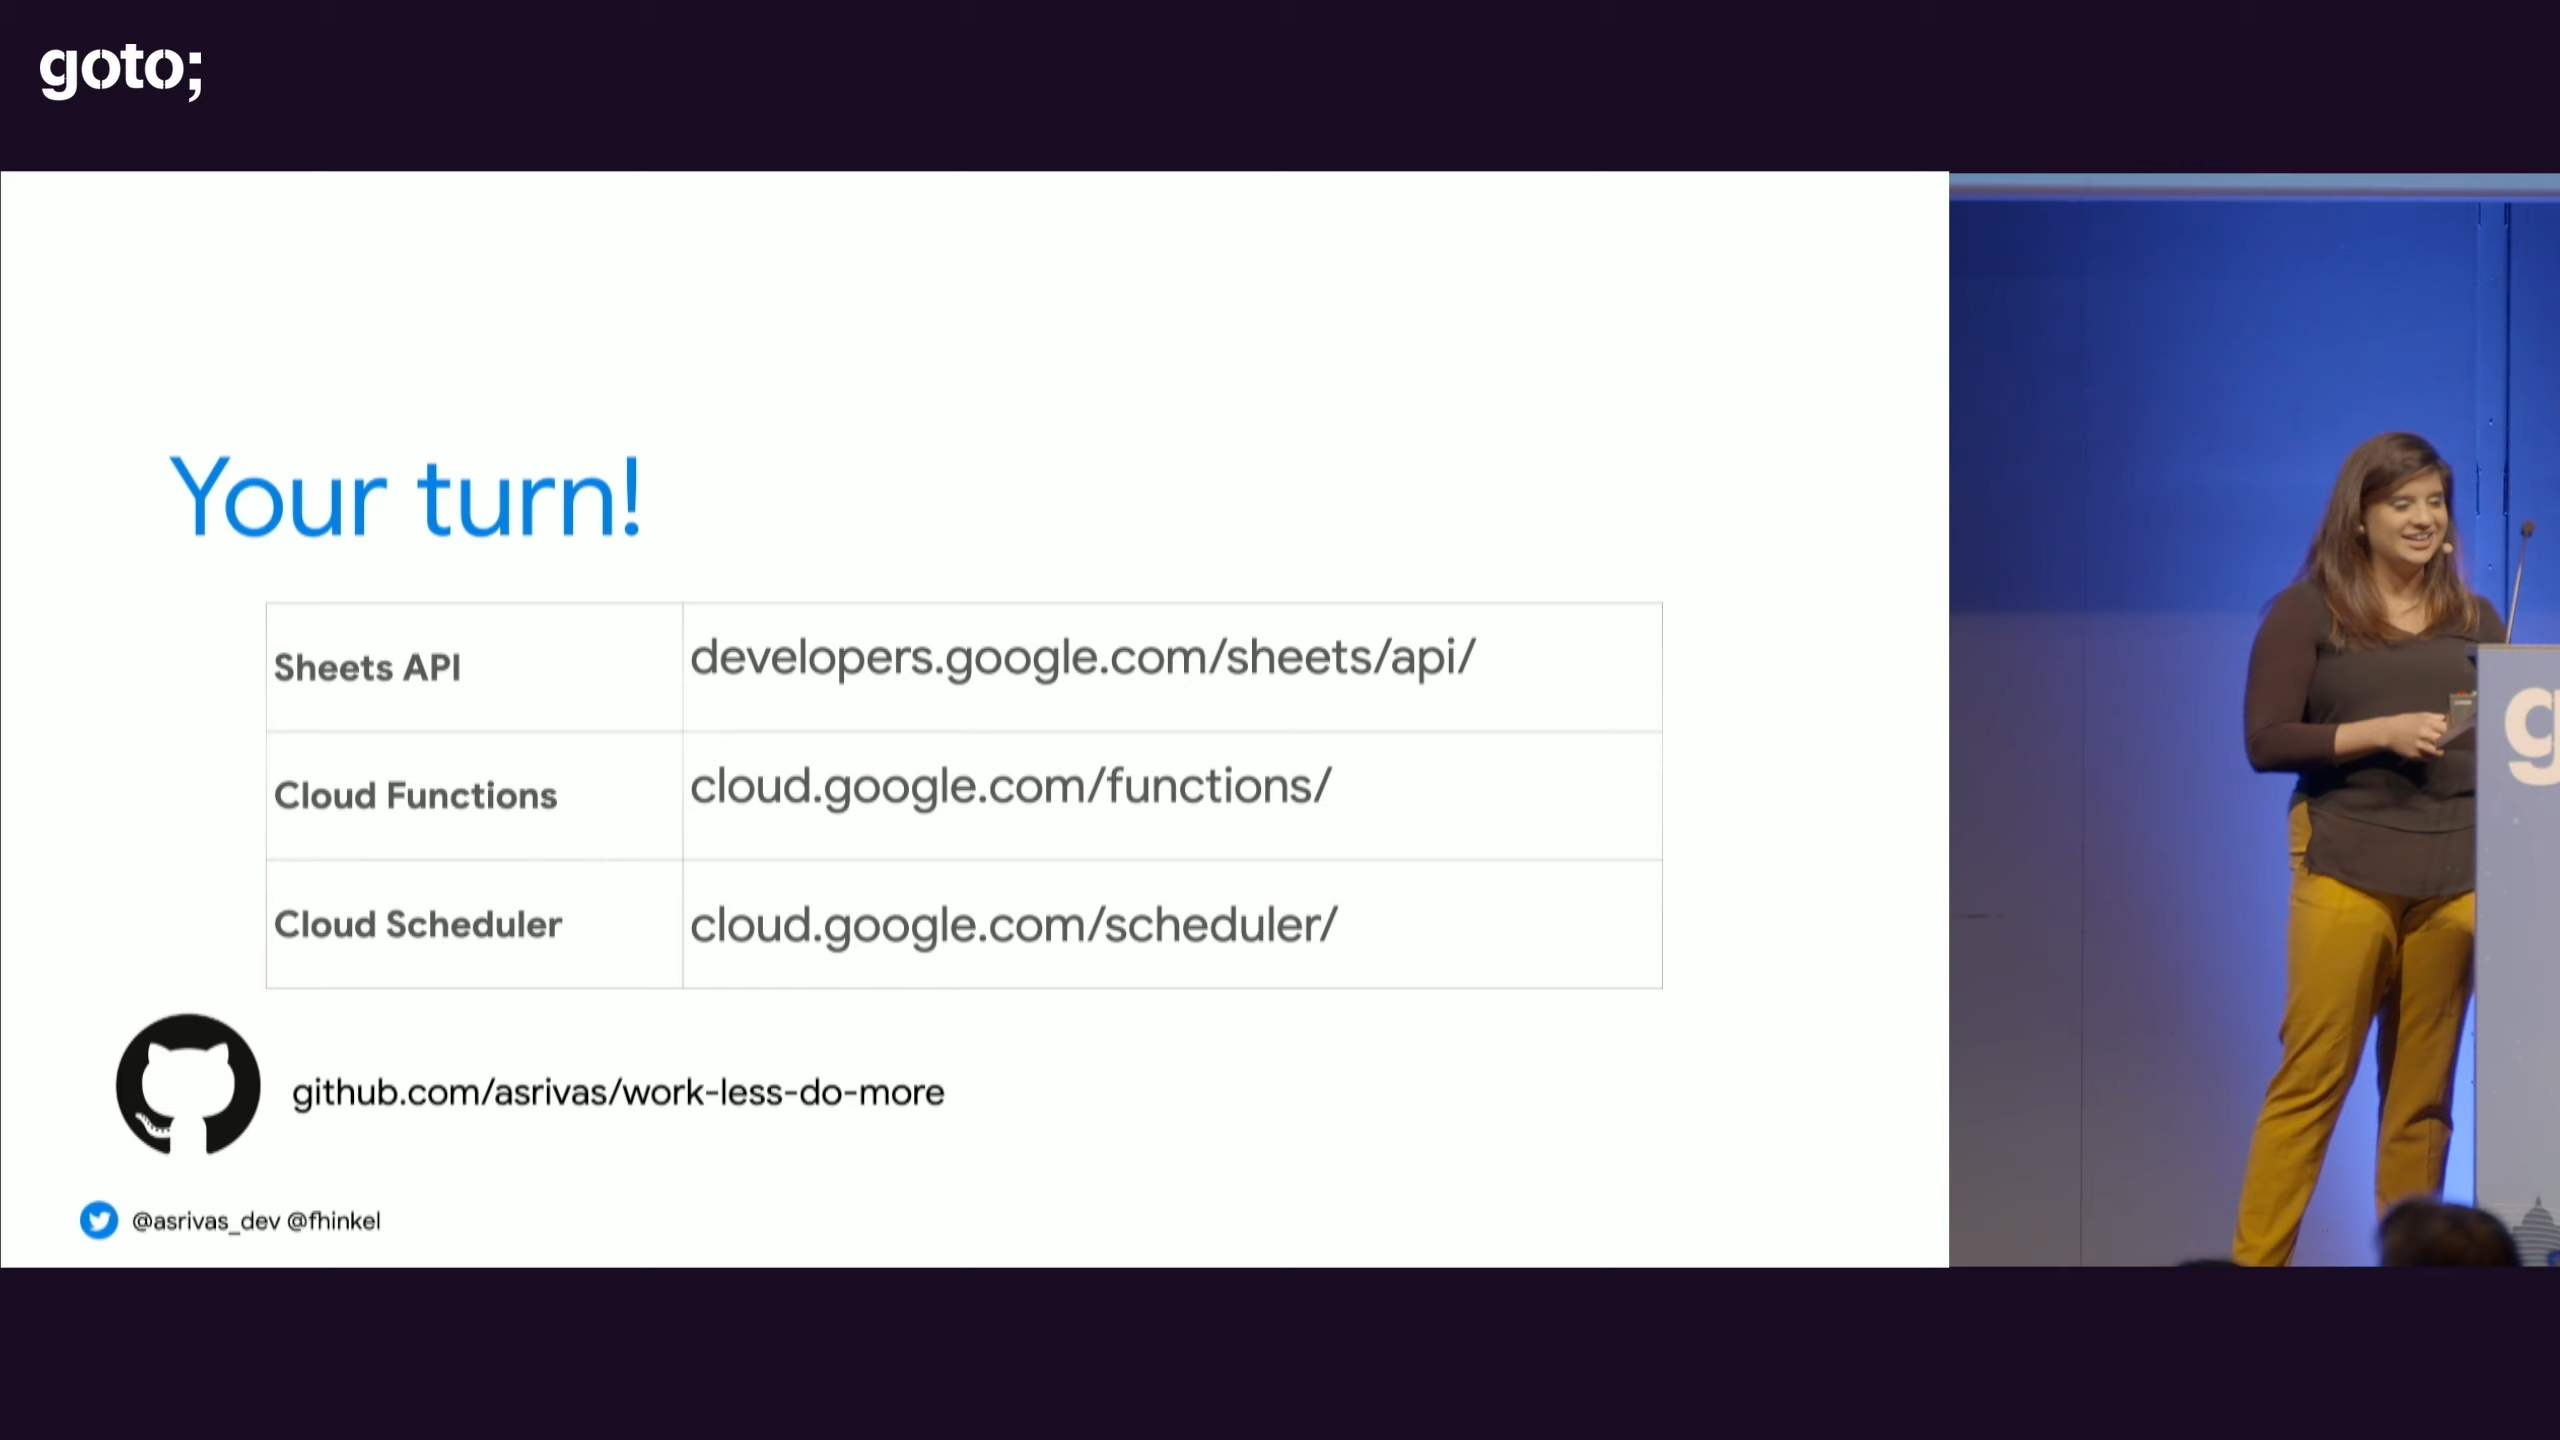 goto;
Your turn!
Sheets API developers.google.com/sheets/api/
Cloud Functions cloud.google.com/functions/
Cloud Scheduler cloud.google.com/scheduler/
github.com/asrivas/work-less-do-more
@asrivas_dev @fhinkel
g